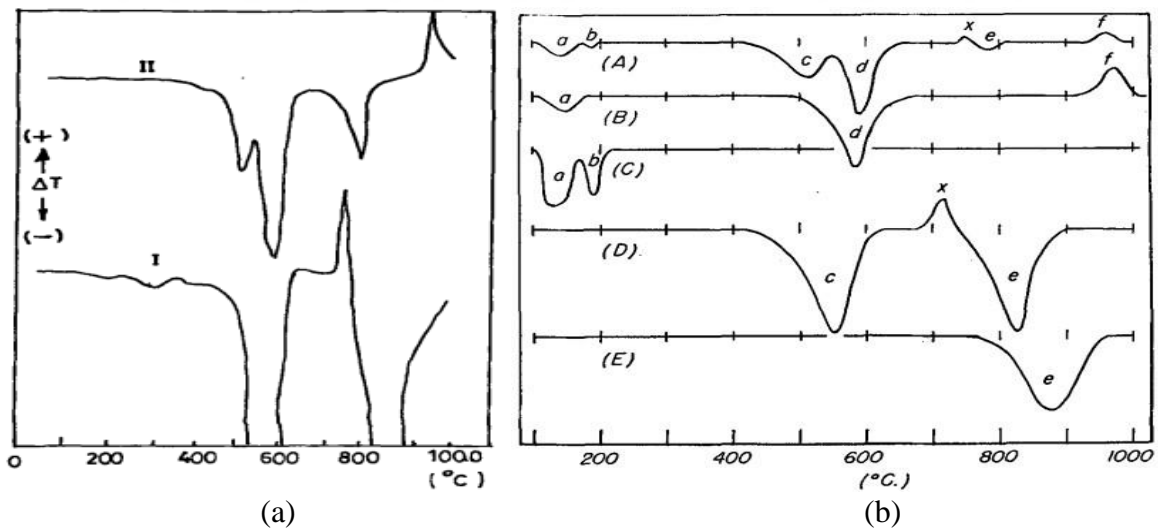 II
(+)
ΔT
(—)
I
0 200 400 600 800 100.0
(°C)
(a)
a b c d x e f
(A)
a d f
(B)
a b
(C)
c x e
(D)
e
(E)
200 400 600 800 1000
(°C.)
(b)